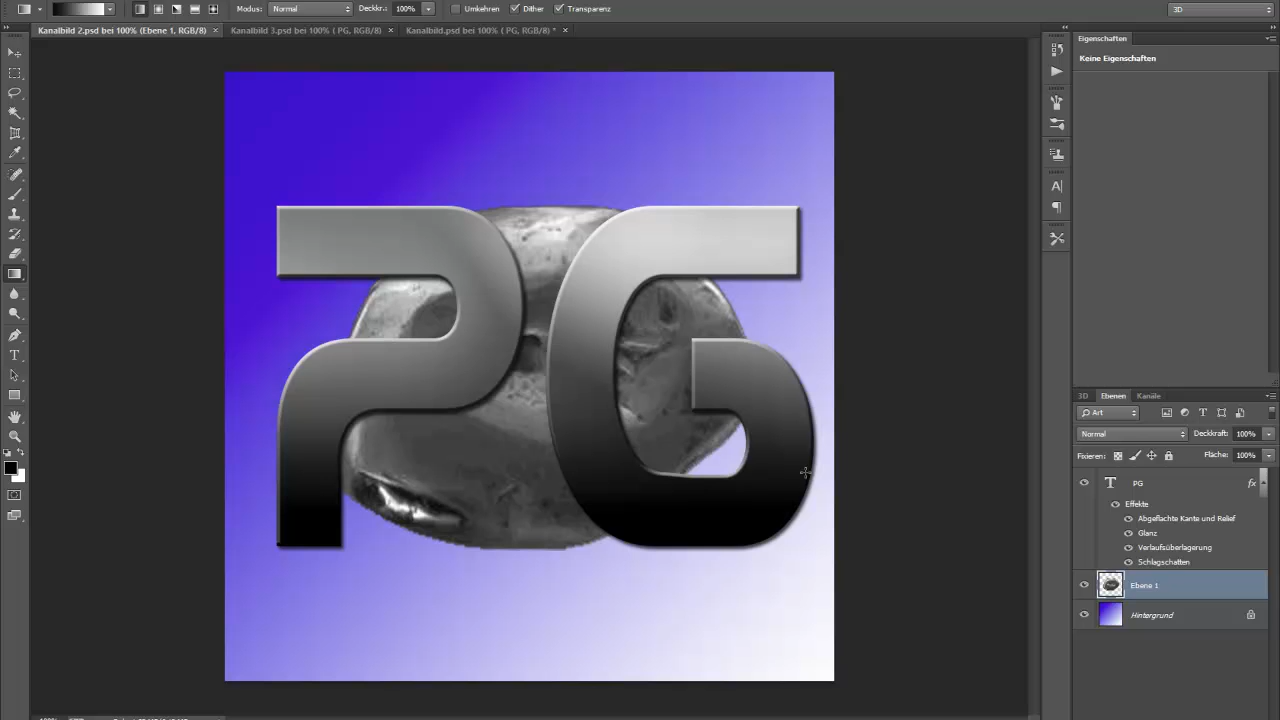 Modus: Normal Deckkr.: 100% Umkehren Dither Transparenz 3D
Kanalbild 2.psd bei 100% (Ebene 1, RGB/8) × Kanalbild 3.psd bei 100% ( PG, RGB/8) × Kanalbild.psd bei 100% ( PG, RGB/8) * ×
Eigenschaften
Keine Eigenschaften
PG
3D Ebenen Kanäle
Art
Normal Deckkraft: 100%
Fixieren: Fläche: 100%
T PG fx
Effekte
Abgeflachte Kante und Relief
Glanz
Verlaufsüberlagerung
Schlagschatten
Ebene 1
Hintergrund